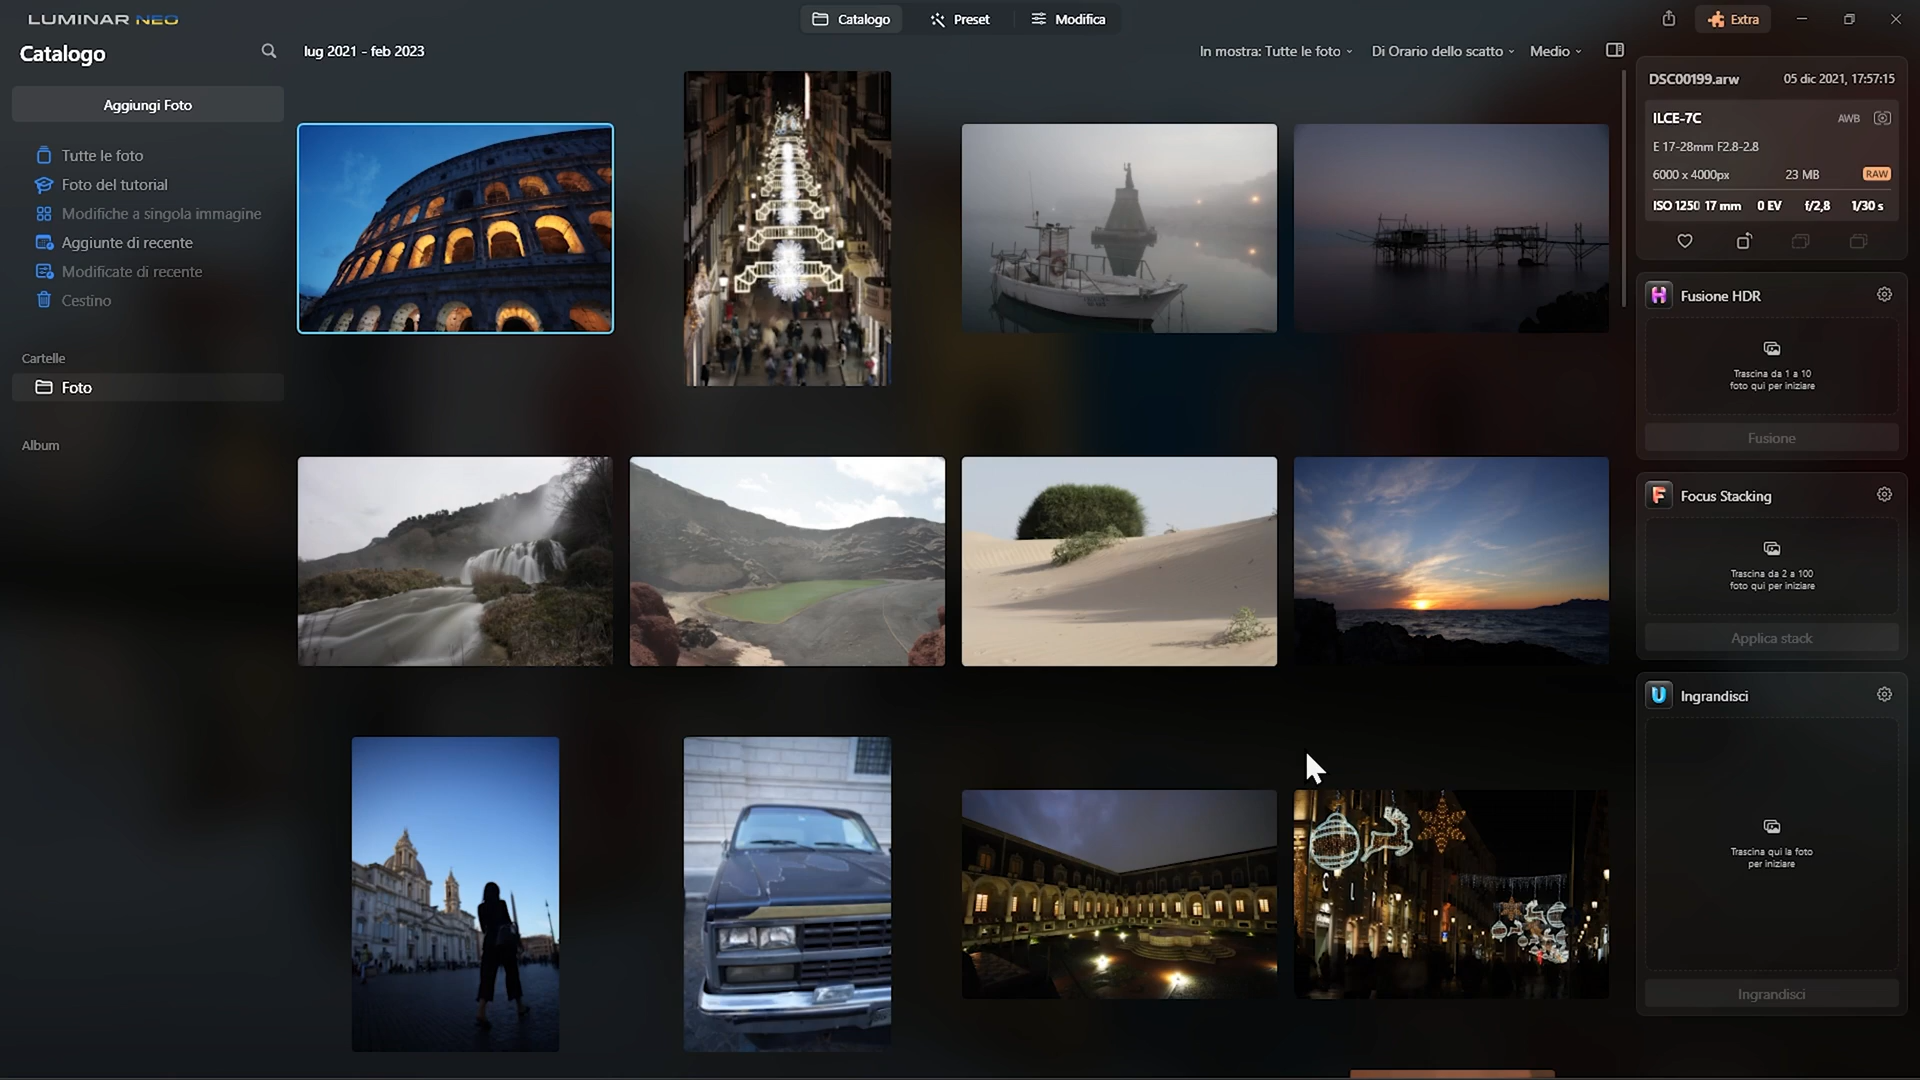 LUMINAR NEO
Catalogo
Preset
Modifica
Extra
Catalogo
lug 2021 - feb 2023
In mostra: Tutte le foto
Di Orario dello scatto
Medio
Aggiungi Foto
Tutte le foto
Foto del tutorial
Modifiche a singola immagine
Aggiunte di recente
Modificate di recente
Cestino
Cartelle
Foto
Album
DSC00199.arw
05 dic 2021, 17:57:15
ILCE-7C
AWB
E 17-28mm F2.8-2.8
6000 x 4000px
23 MB
RAW
ISO 1250
17 mm
0 EV
f/2,8
1/30 s
Fusione HDR
Trascina da 1 a 10
foto qui per iniziare
Fusione
Focus Stacking
Trascina da 2 a 100
foto qui per iniziare
Applica stack
Ingrandisci
Trascina qui la foto
per iniziare
Ingrandisci